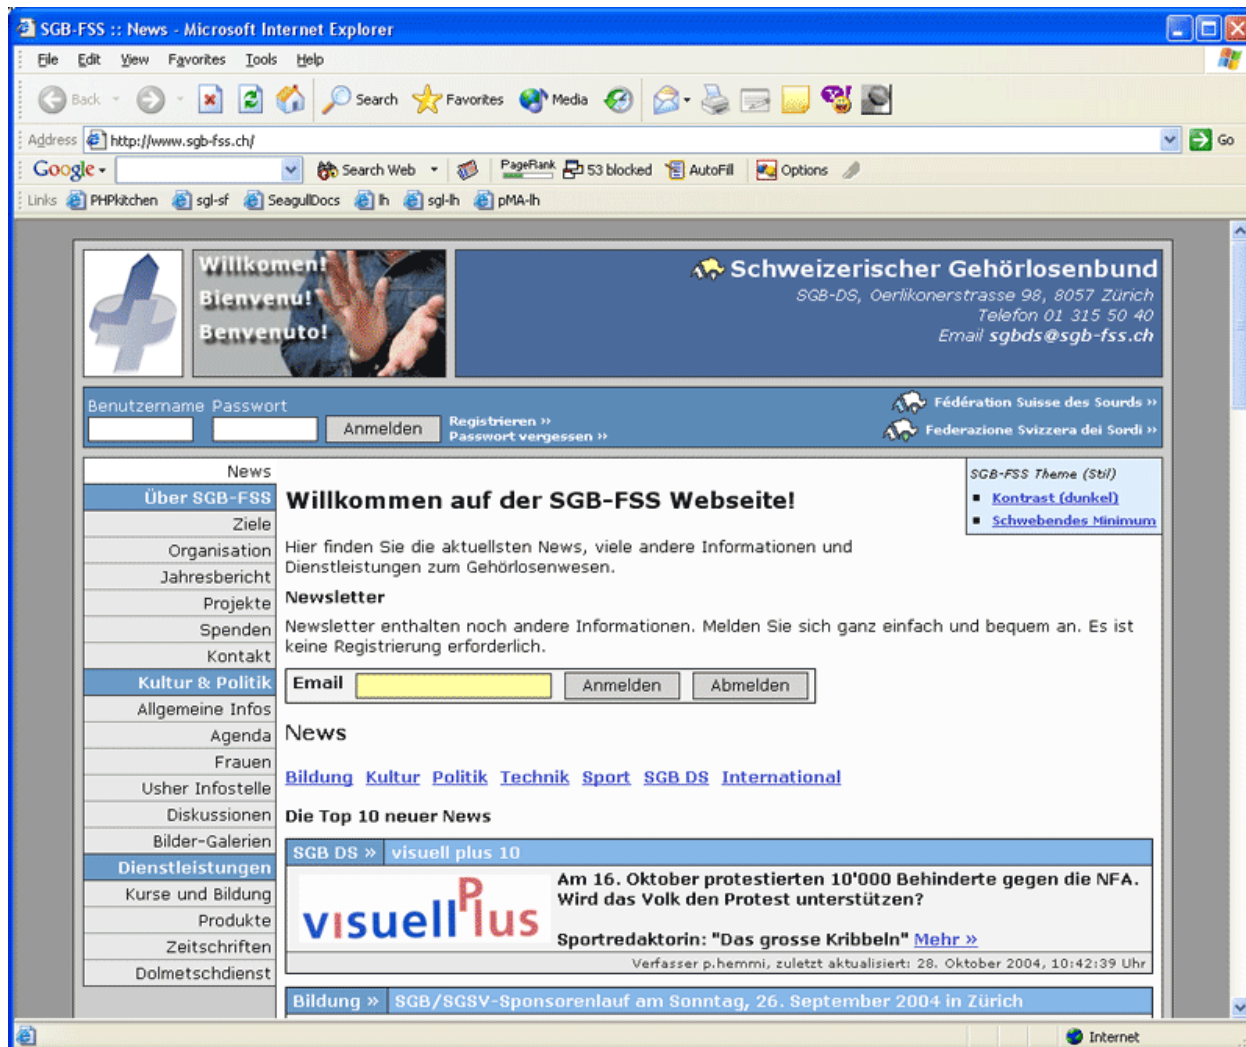 SGB-FSS :: News - Microsoft Internet Explorer
File Edit View Favorites Tools Help
Back Search Favorites Media
Address http://www.sgb-fss.ch/ Go
Google Search Web PageRank 53 blocked AutoFill Options
Links PHPkitchen sgl-sf SeagullDocs lh sgl-lh pMA-lh
Willkomen!
Bienvenu!
Benvenuto!
Schweizerischer Gehörlosenbund
SGB-DS, Oerlikonerstrasse 98, 8057 Zürich
Telefon 01 315 50 40
Email sgbds@sgb-fss.ch
Benutzername Passwort
Anmelden
Registrieren »
Passwort vergessen »
Fédération Suisse des Sourds »
Federazione Svizzera dei Sordi »
News
Über SGB-FSS
Ziele
Organisation
Jahresbericht
Projekte
Spenden
Kontakt
Kultur & Politik
Allgemeine Infos
Agenda
Frauen
Usher Infostelle
Diskussionen
Bilder-Galerien
Dienstleistungen
Kurse und Bildung
Produkte
Zeitschriften
Dolmetschdienst
SGB-FSS Theme (Stil)
Kontrast (dunkel)
Schwebendes Minimum
Willkommen auf der SGB-FSS Webseite!
Hier finden Sie die aktuellsten News, viele andere Informationen und
Dienstleistungen zum Gehörlosenwesen.
Newsletter
Newsletter enthalten noch andere Informationen. Melden Sie sich ganz einfach und bequem an. Es ist
keine Registrierung erforderlich.
Email Anmelden Abmelden
News
Bildung Kultur Politik Technik Sport SGB DS International
Die Top 10 neuer News
SGB DS » visuell plus 10
visuell Plus
Am 16. Oktober protestierten 10'000 Behinderte gegen die NFA.
Wird das Volk den Protest unterstützen?
Sportredaktorin: "Das grosse Kribbeln" Mehr »
Verfasser p.hemmi, zuletzt aktualisiert: 28. Oktober 2004, 10:42:39 Uhr
Bildung » SGB/SGSV-Sponsorenlauf am Sonntag, 26. September 2004 in Zürich
Internet